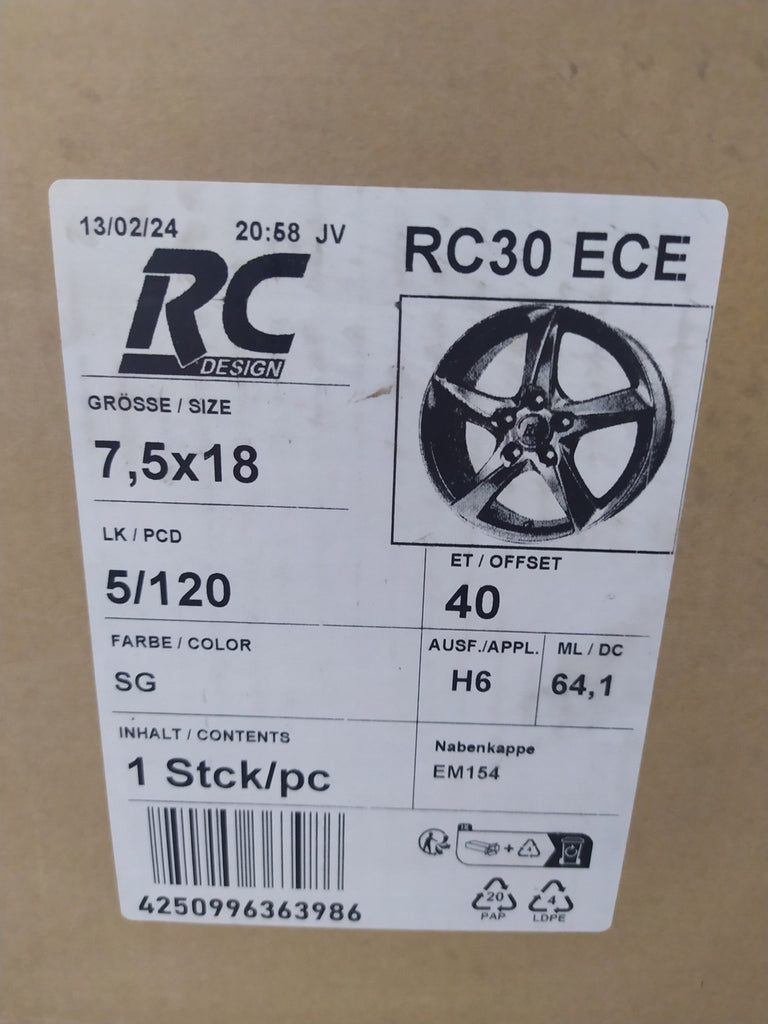 13/02/24 20:58 JV
RC30 ECE
RC
DESIGN
GRÖSSE / SIZE
7,5x18
LK / PCD
5/120
ET / OFFSET
40
FARBE / COLOR
SG
AUSF./APPL.
H6
ML / DC
64,1
INHALT / CONTENTS
1 Stck/pc
Nabenkappe
EM154
4250996363986
+
4
20
PAP
4
LDPE